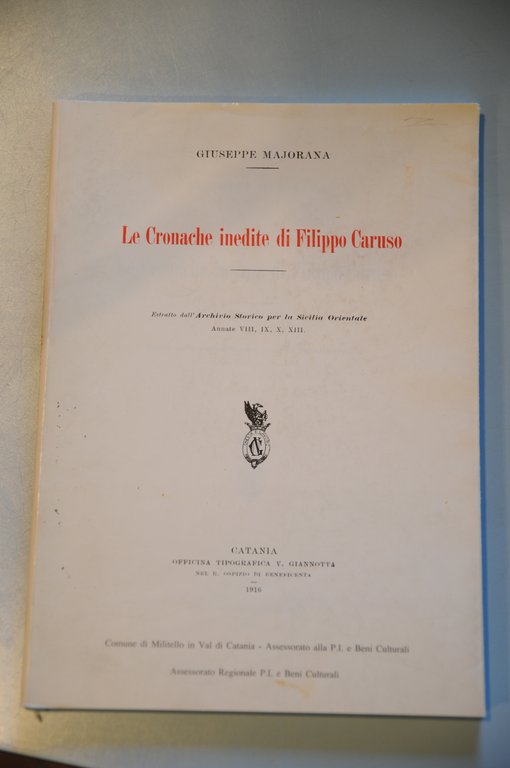 GIUSEPPE MAJORANA
Le Cronache inedite di Filippo Caruso
Estratto dall'Archivio Storico per la Sicilia Orientale
Annate VIII, IX, X, XIII.
CATANIA
OFFICINA TIPOGRAFICA V. GIANNOTTA
NEL R. OSPIZIO DI BENEFICENZA
1916
Comune di Militello in Val di Catania - Assessorato alla P.I. e Beni Culturali
Assessorato Regionale P.I. e Beni Culturali